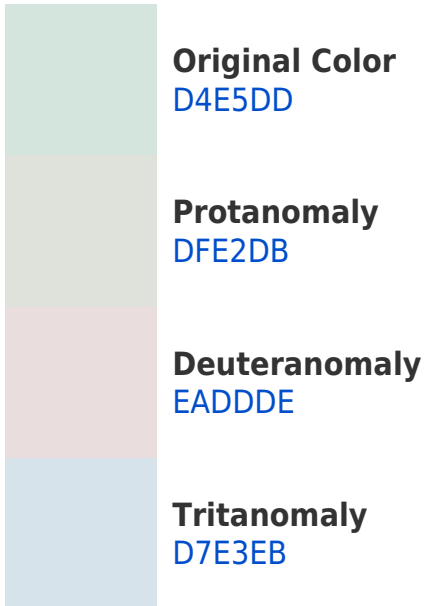 Original Color
D4E5DD
Protanomaly
DFE2DB
Deuteranomaly
EADDDE
Tritanomaly
D7E3EB